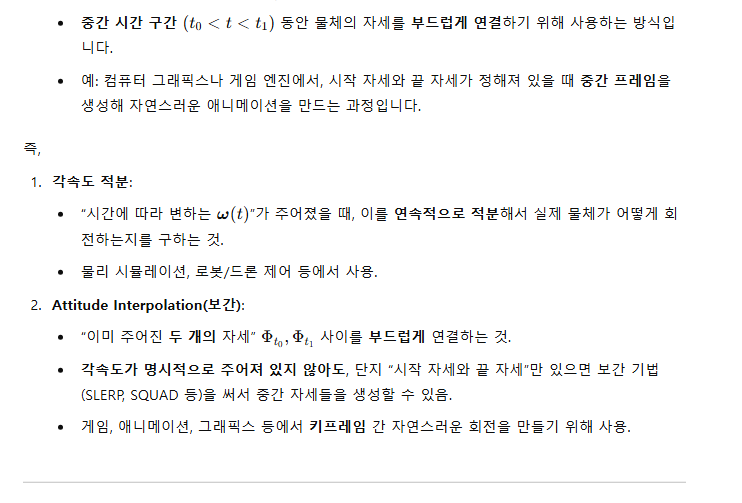 • 중간 시간 구간 (t₀ < t < t₁) 동안 물체의 자세를 부드럽게 연결하기 위해 사용하는 방식입
니다.
• 예: 컴퓨터 그래픽스나 게임 엔진에서, 시작 자세와 끝 자세가 정해져 있을 때 중간 프레임을
생성해 자연스러운 애니메이션을 만드는 과정입니다.
즉,
1. 각속도 적분:
• “시간에 따라 변하는 ω(t)”가 주어졌을 때, 이를 연속적으로 적분해서 실제 물체가 어떻게 회
전하는지를 구하는 것.
• 물리 시뮬레이션, 로봇/드론 제어 등에서 사용.
2. Attitude Interpolation(보간):
• “이미 주어진 두 개의 자세” Φt₀, Φt₁ 사이를 부드럽게 연결하는 것.
• 각속도가 명시적으로 주어져 있지 않아도, 단지 “시작 자세와 끝 자세”만 있으면 보간 기법
(SLERP, SQUAD 등)을 써서 중간 자세들을 생성할 수 있음.
• 게임, 애니메이션, 그래픽스 등에서 키프레임 간 자연스러운 회전을 만들기 위해 사용.